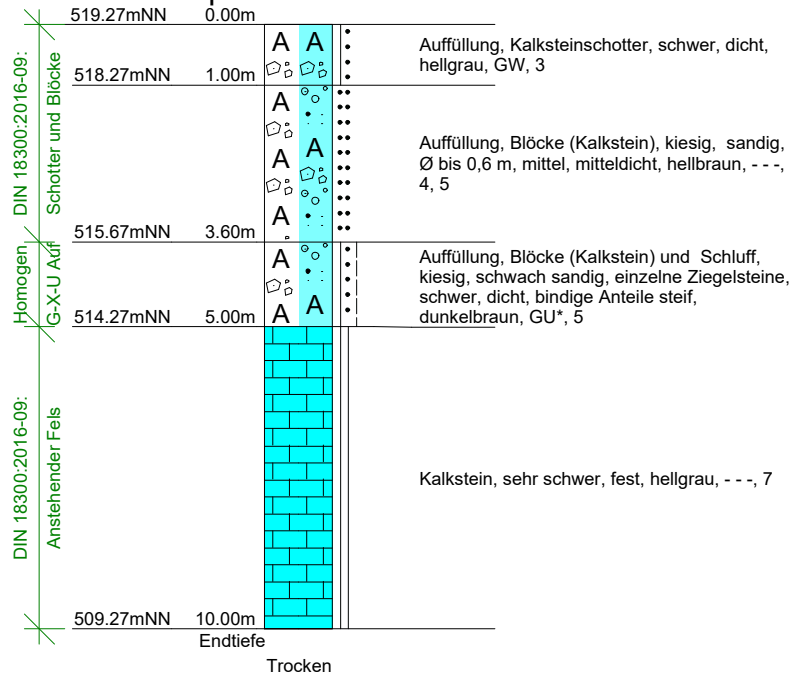 519.27mNN 0.00m
A A
Auffüllung, Kalksteinschotter, schwer, dicht,
hellgrau, GW, 3
518.27mNN 1.00m
A
Auffüllung, Blöcke (Kalkstein), kiesig, sandig,
Ø bis 0,6 m, mittel, mitteldicht, hellbraun, - - -,
4, 5
A
A
A
DIN 18300:2016-09:
Schotter und Blöcke
515.67mNN 3.60m
A
Auffüllung, Blöcke (Kalkstein) und Schluff,
kiesig, schwach sandig, einzelne Ziegelsteine,
schwer, dicht, bindige Anteile steif,
dunkelbraun, GU*, 5
A
A
Homogen
G-X-U Auf
514.27mNN 5.00m
DIN 18300:2016-09:
Anstehender Fels
Kalkstein, sehr schwer, fest, hellgrau, - - -, 7
509.27mNN 10.00m
Endtiefe
Trocken